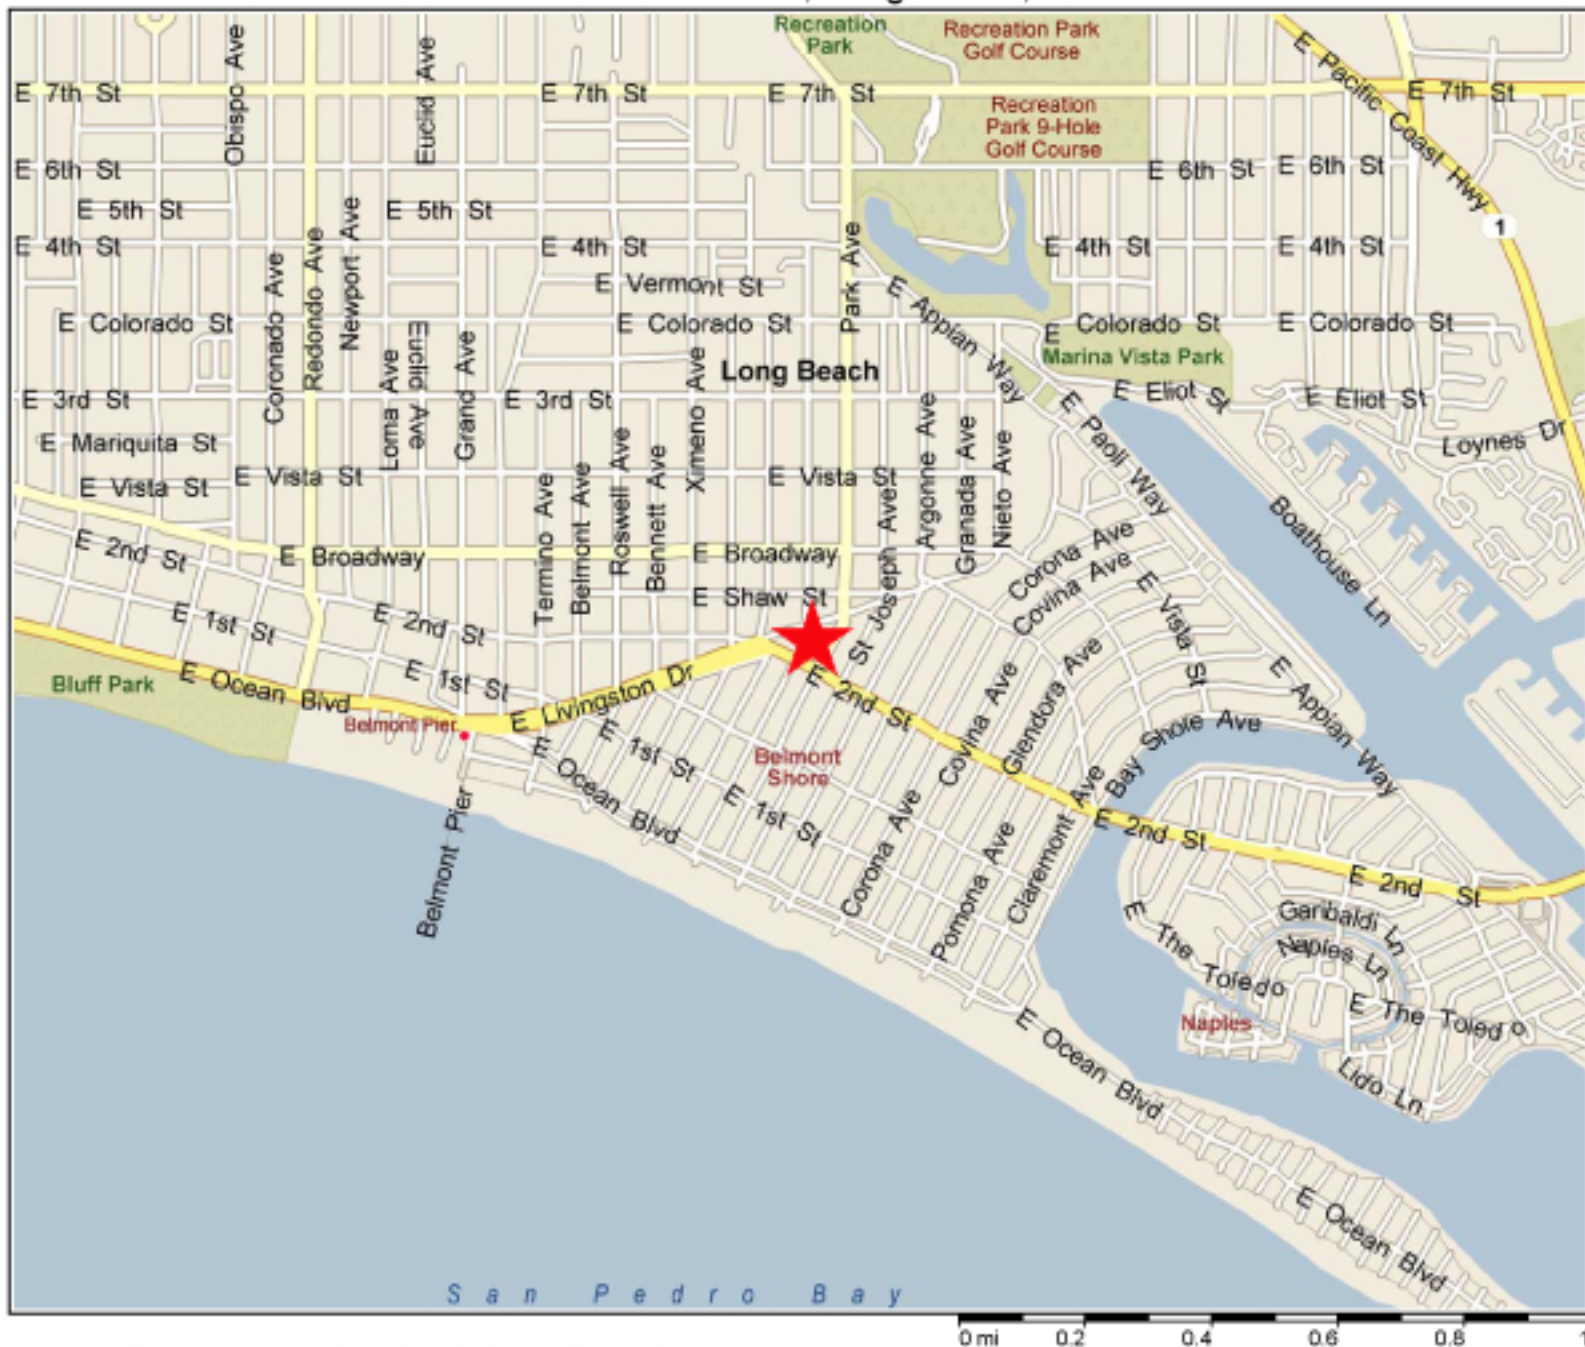 Recreation
Park
Recreation Park
Golf Course
E Pacific Coast Hwy
Obispo Ave
Euclid Ave
E 7th St
E 7th St
E 7th St
E 7th St
Recreation
Park 9-Hole
Golf Course
E 6th St
E 6th St
E 6th St
E 5th St
E 5th St
Newport Ave
1
E 4th St
E 4th St
E 4th St
E 4th St
Coronado Ave
Redondo Ave
Park Ave
E Vermont St
E Appian Way
E Colorado St
E Colorado St
E Colorado St
E Colorado St
Loma Ave
Euclid Ave
Grand Ave
Ximeno Ave
Long Beach
Marina Vista Park
E Eliot St
E Eliot St
E 3rd St
E 3rd St
E Paoli Way
E Mariquita St
Loynes Dr
E Vista St
E Vista St
E Vista St
Termino Ave
Belmont Ave
Roswell Ave
Bennett Ave
St Joseph Ave
Argonne Ave
Granada Ave
Nieto Ave
Boathouse Ln
E 2nd St
E Broadway
E Broadway
Corona Ave
Covina Ave
E Vista St
E Shaw St
E 1st St
E 2nd St
Bluff Park
E Ocean Blvd
E 1st St
E Livingston Dr
E 2nd St
Covina Ave
Glendora Ave
E Appian Way
Bay Shore Ave
Belmont Pier
E 1st St
Belmont
Shore
E Ocean Blvd
E 1st St
Belmont Pier
Corona Ave
Pomona Ave
Claremont Ave
E 2nd St
E 2nd St
Garibaldi Ln
Naples Ln
E The Toledo
E The Toledo
Naples
Lido Ln
E Ocean Blvd
E Ocean Blvd
San Pedro Bay
0 mi 0.2 0.4 0.6 0.8